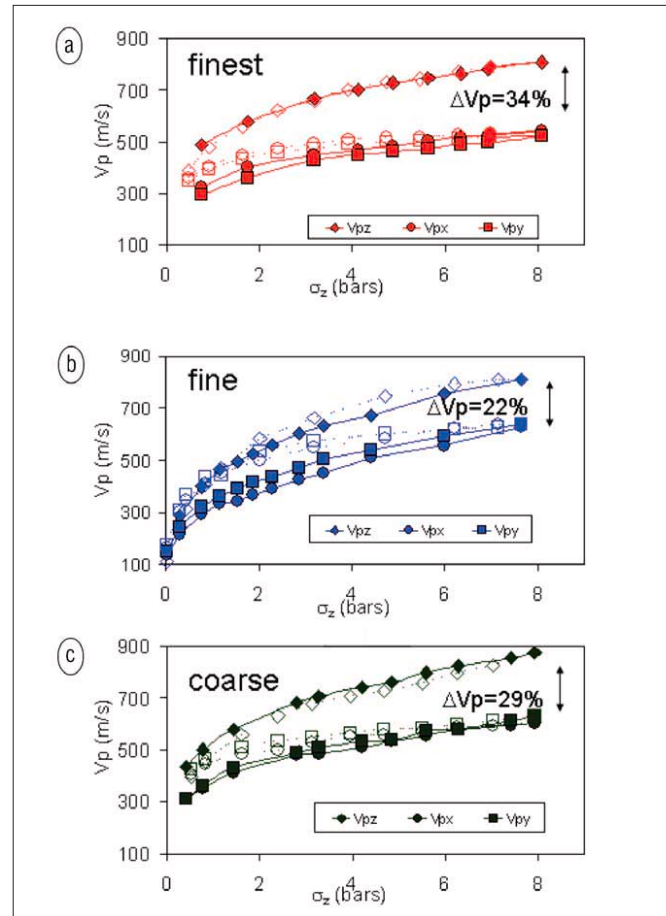 a
finest
900
700
500
300
100
Vp (m/s)
ΔVp=34%
Vpz Vpx Vpy
0 2 4 6 8
σz (bars)
b
fine
900
700
500
300
100
Vp (m/s)
ΔVp=22%
Vpz Vpx Vpy
0 2 4 6 8
σz (bars)
c
coarse
900
700
500
300
100
Vp (m/s)
ΔVp=29%
Vpz Vpx Vpy
0 2 4 6 8
σz (bars)